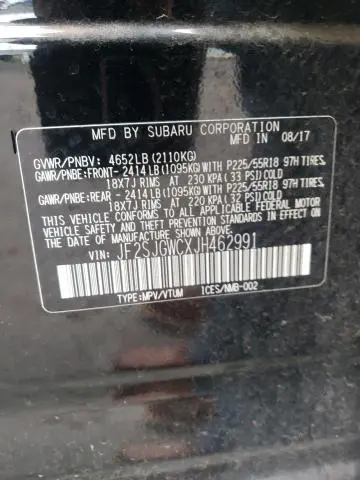 MFD BY SUBARU CORPORATION
MFD IN 08/17
GVWR/PNBV: 4652LB(2110KG)
GAWR/PNBE:FRONT- 2414LB(1095KG)WITH P225/55R18 97H TIRES,
18X7J RIMS AT 230 KPA(33 PSI)COLD
GAWR/PNBE:REAR - 2414LB(1095KG)WITH P225/55R18 97H TIRES,
18X7J RIMS AT 220 KPA(32 PSI)COLD
THIS VEHICLE CONFORMS TO ALL APPLICABLE FEDERAL MOTOR
VEHICLE SAFETY AND THEFT PREVENTION STANDARDS IN EFFECT ON
THE DATE OF MANUFACTURE SHOWN ABOVE.
VIN: JF2SJGWCXJH462991
TYPE:MPV/VTUM ICES/NMB-002